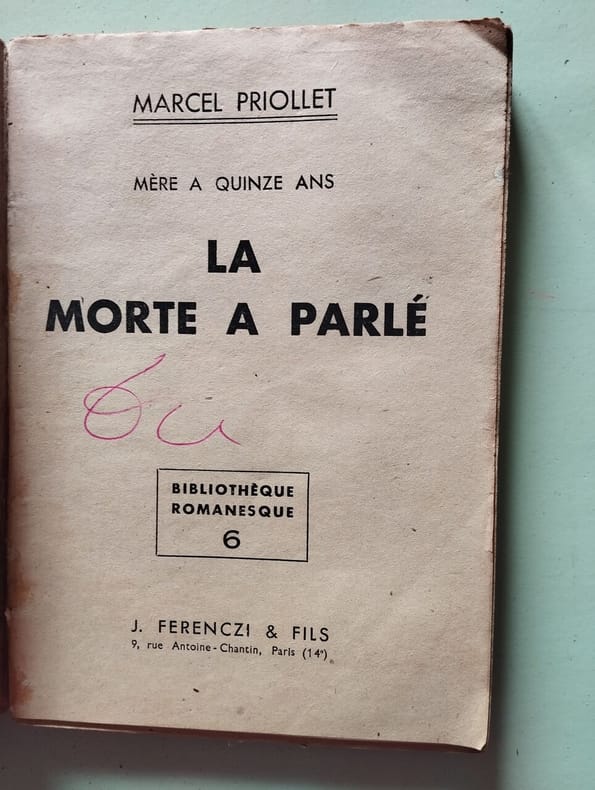 MARCEL PRIOLLET
MÈRE A QUINZE ANS
LA
MORTE A PARLÉ
BIBLIOTHÈQUE
ROMANESQUE
6
J. FERENCZI & FILS
9, rue Antoine-Chantin, Paris (14ᵉ)